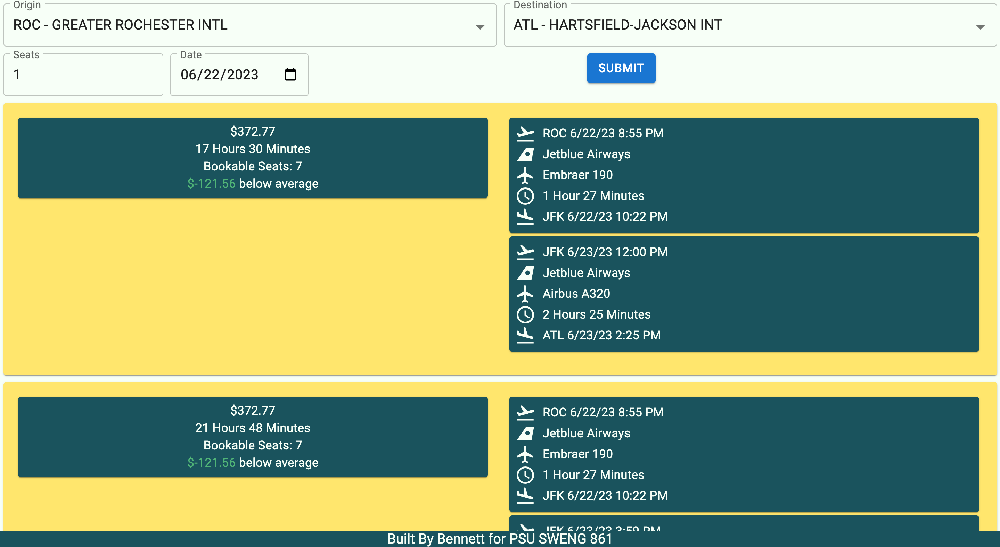 Origin
ROC - GREATER ROCHESTER INTL
Destination
ATL - HARTSFIELD-JACKSON INT
Seats
1
Date
06/22/2023
SUBMIT
$372.77
17 Hours 30 Minutes
Bookable Seats: 7
$-121.56 below average
ROC 6/22/23 8:55 PM
Jetblue Airways
Embraer 190
1 Hour 27 Minutes
JFK 6/22/23 10:22 PM
JFK 6/23/23 12:00 PM
Jetblue Airways
Airbus A320
2 Hours 25 Minutes
ATL 6/23/23 2:25 PM
$372.77
21 Hours 48 Minutes
Bookable Seats: 7
$-121.56 below average
ROC 6/22/23 8:55 PM
Jetblue Airways
Embraer 190
1 Hour 27 Minutes
JFK 6/22/23 10:22 PM
JFK 6/23/23 3:59 PM
Built By Bennett for PSU SWENG 861